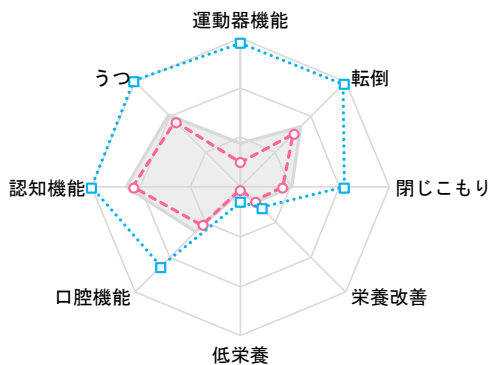 運動器機能
うつ
転倒
認知機能
閉じこもり
口腔機能
栄養改善
低栄養